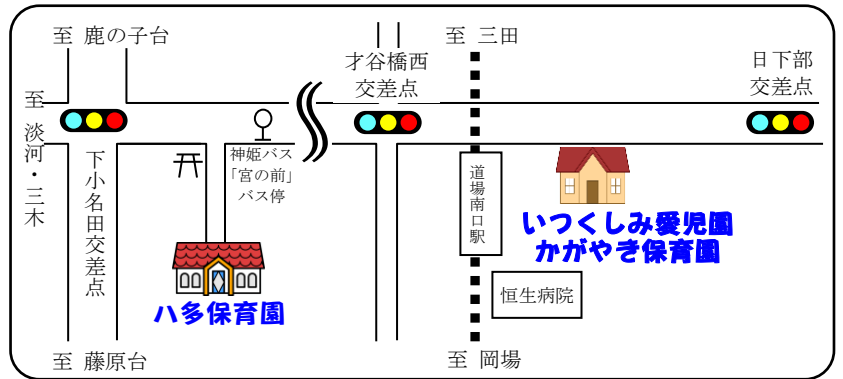 至 鹿の子台
才谷橋西
交差点
至 三田
日下部
交差点
至 淡河・三木
下小名田交差点
神姫バス
「宮の前」
バス停
道場南口駅
いつくしみ愛児園
かがやき保育園
八多保育園
恒生病院
至 藤原台
至 岡場